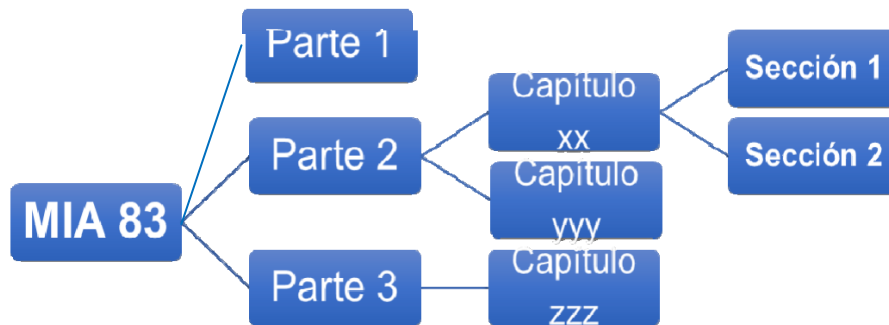 Parte 1
Sección 1
Capítulo
xx
Parte 2
Sección 2
Capítulo
yyy
MIA 83
Parte 3
Capítulo
zzz